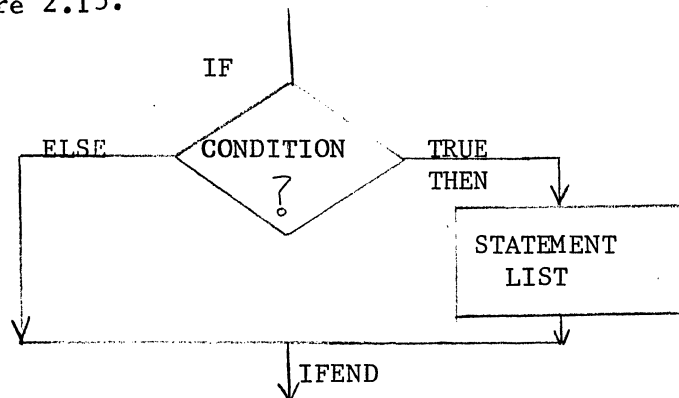 re 2.15.
IF
ELSE
CONDITION
?
TRUE
THEN
STATEMENT
LIST
IFEND